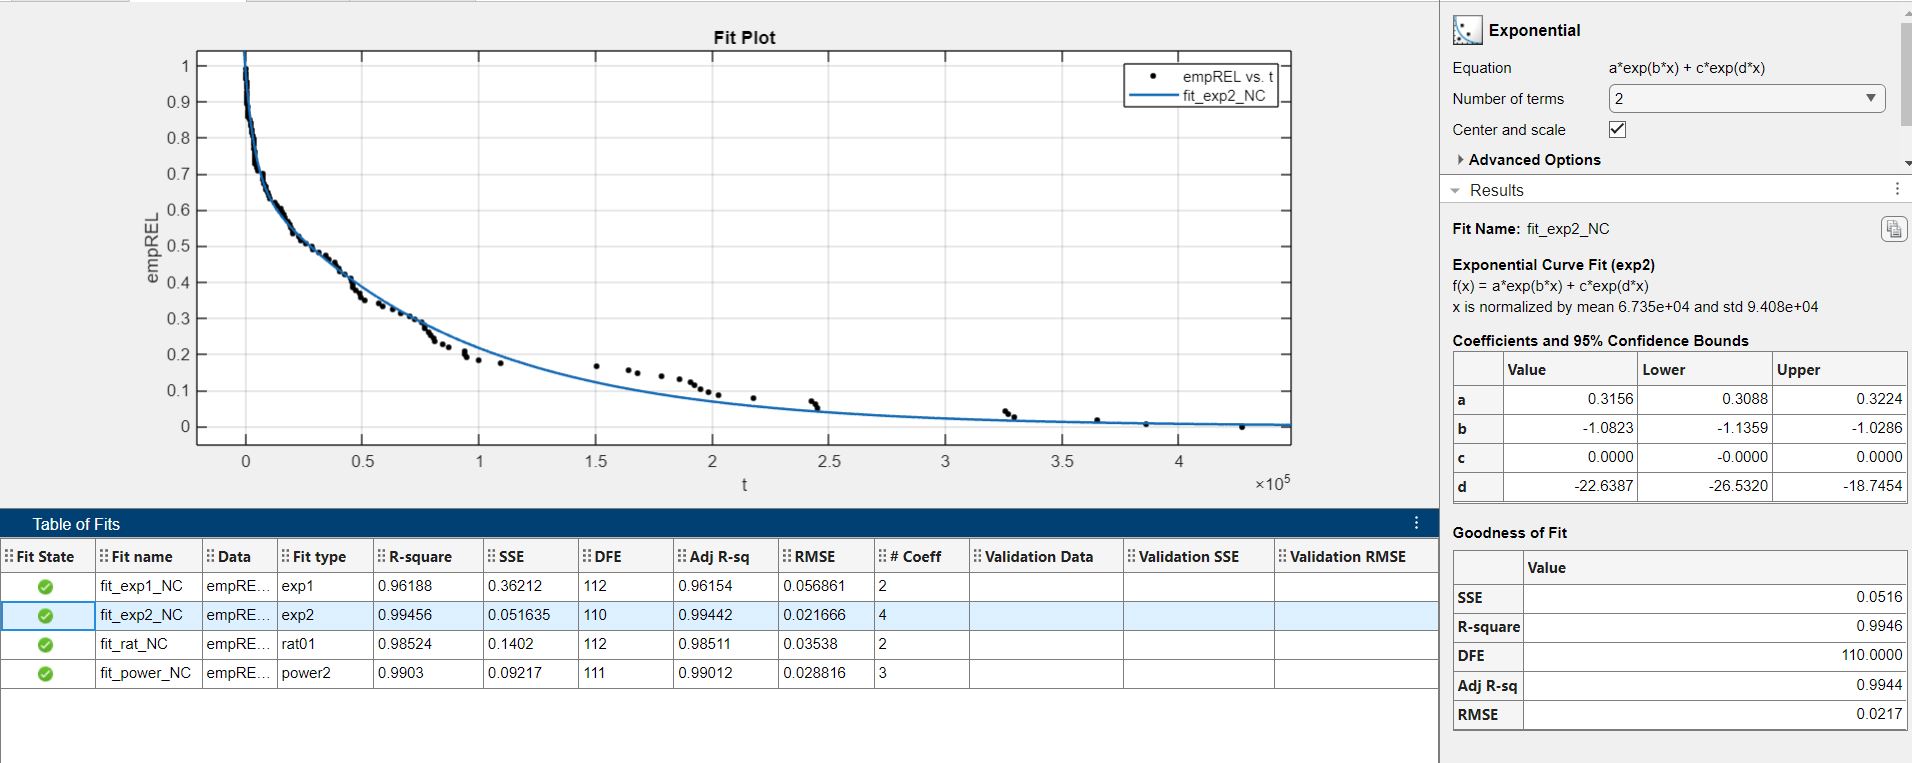 Fit Plot
empREL vs. t
fit_exp2_NC
1
0.9
0.8
0.7
0.6
0.5
0.4
0.3
0.2
0.1
0
empREL
0 0.5 1 1.5 2 2.5 3 3.5 4
t
×10^5
Table of Fits
Fit State Fit name Data Fit type R-square SSE DFE Adj R-sq RMSE # Coeff Validation Data Validation SSE Validation RMSE
fit_exp1_NC empRE... exp1 0.96188 0.36212 112 0.96154 0.056861 2
fit_exp2_NC empRE... exp2 0.99456 0.051635 110 0.99442 0.021666 4
fit_rat_NC empRE... rat01 0.98524 0.1402 112 0.98511 0.03538 2
fit_power_NC empRE... power2 0.9903 0.09217 111 0.99012 0.028816 3
Exponential
Equation a*exp(b*x) + c*exp(d*x)
Number of terms 2
Center and scale
Advanced Options
Results
Fit Name: fit_exp2_NC
Exponential Curve Fit (exp2)
f(x) = a*exp(b*x) + c*exp(d*x)
x is normalized by mean 6.735e+04 and std 9.408e+04
Coefficients and 95% Confidence Bounds
Value Lower Upper
a 0.3156 0.3088 0.3224
b -1.0823 -1.1359 -1.0286
c 0.0000 -0.0000 0.0000
d -22.6387 -26.5320 -18.7454
Goodness of Fit
Value
SSE 0.0516
R-square 0.9946
DFE 110.0000
Adj R-sq 0.9944
RMSE 0.0217